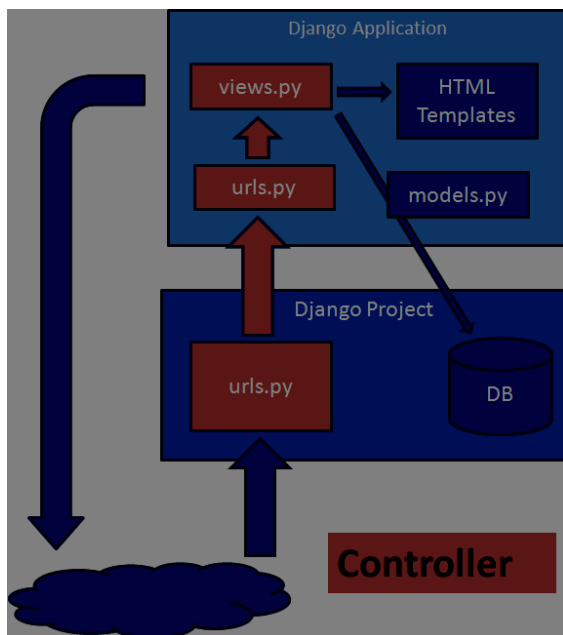 Django Application
views.py
HTML
Templates
urls.py
models.py
Django Project
urls.py
DB
Controller